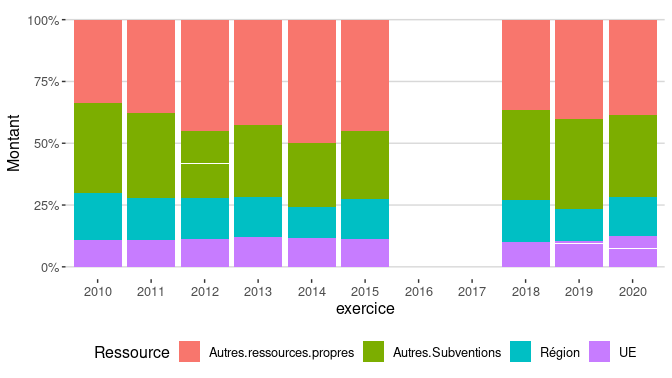 100%
75%
50%
25%
0%
Montant
2010 2011 2012 2013 2014 2015 2016 2017 2018 2019 2020
exercice
Ressource Autres.ressources.propres Autres.Subventions Région UE